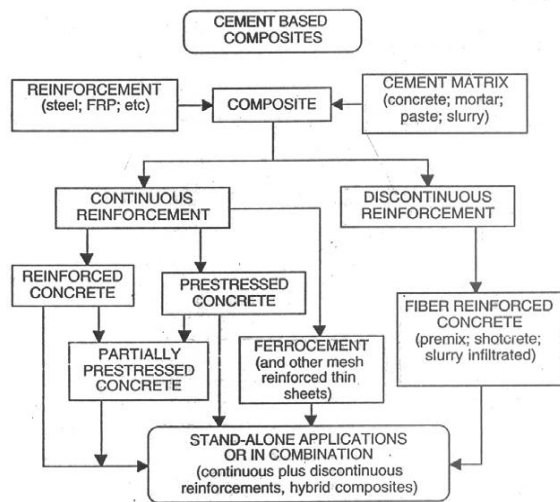 CEMENT BASED
COMPOSITES
REINFORCEMENT
(steel; FRP; etc)
COMPOSITE
CEMENT MATRIX
(concrete; mortar;
paste; slurry)
CONTINUOUS
REINFORCEMENT
DISCONTINUOUS
REINFORCEMENT
REINFORCED
CONCRETE
PRESTRESSED
CONCRETE
FIBER REINFORCED
CONCRETE
(premix; shotcrete;
slurry infiltrated)
PARTIALLY
PRESTRESSED
CONCRETE
FERROCEMENT
(and other mesh
reinforced thin
sheets)
STAND-ALONE APPLICATIONS
OR IN COMBINATION
(continuous plus discontinuous
reinforcements, hybrid composites)